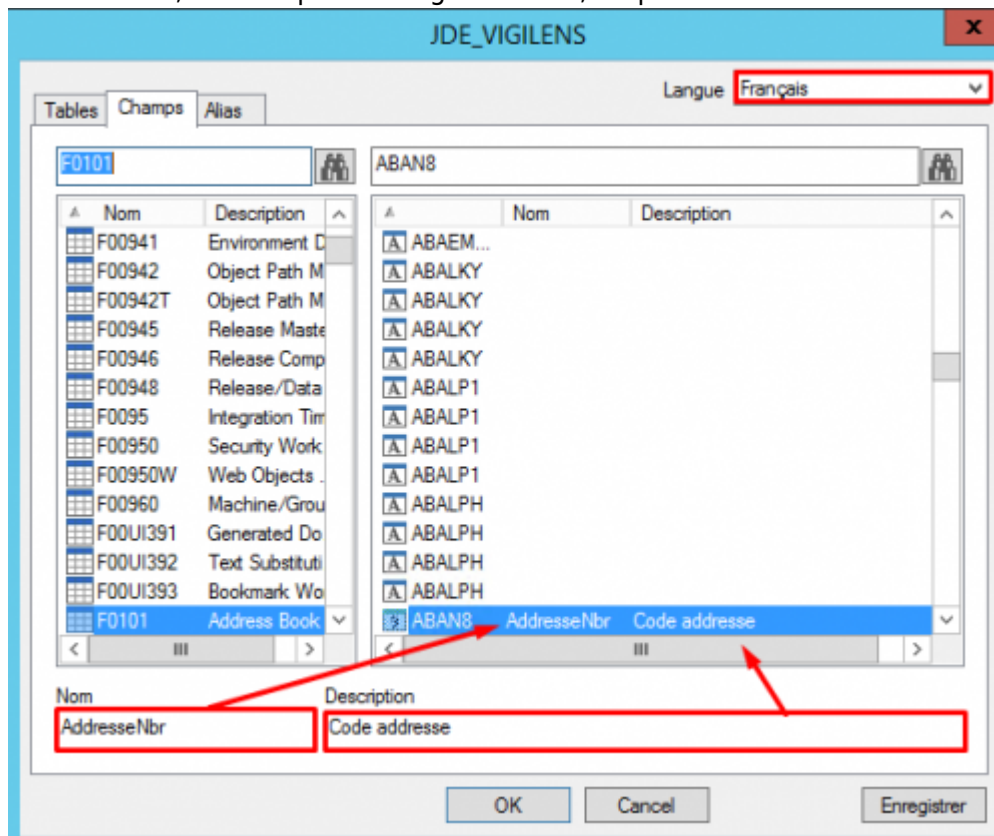 JDE_VIGILENS
x
Langue Français
Tables Champs Alias
F0101 ABAN8
Nom Description Nom Description
F00941 Environment D ABAEM...
F00942 Object Path M ABALKY
F00942T Object Path M ABALKY
F00945 Release Maste ABALKY
F00946 Release Comp ABALKY
F00948 Release/Data ABALP1
F0095 Integration Tim ABALP1
F00950 Security Work ABALP1
F00950W Web Objects . ABALP1
F00960 Machine/Grou ABALPH
F00UI391 Generated Do ABALPH
F00UI392 Text Substituti ABALPH
F00UI393 Bookmark Wo ABALPH
F0101 Address Book ABAN8 AddresseNbr Code addresse
Nom Description
AddresseNbr Code addresse
OK Cancel Enregistrer